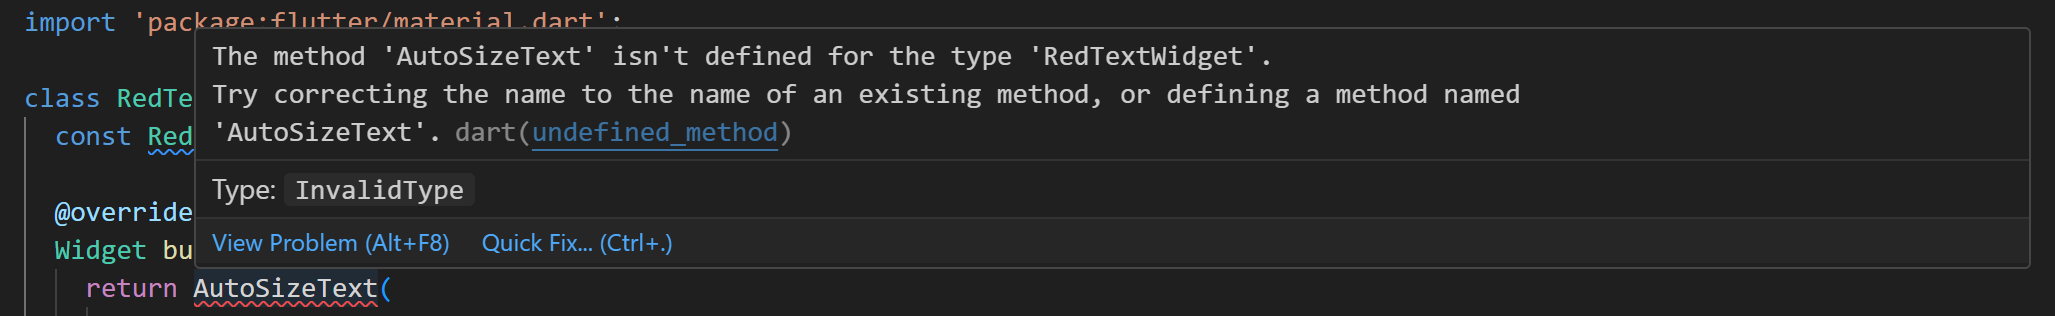 import 'package:flutter/material.dart';
The method 'AutoSizeText' isn't defined for the type 'RedTextWidget'.
Try correcting the name to the name of an existing method, or defining a method named
'AutoSizeText'. dart(undefined_method)
class RedTe
const Red
Type: InvalidType
@override
View Problem (Alt+F8) Quick Fix... (Ctrl+.)
Widget bu
return AutoSizeText(